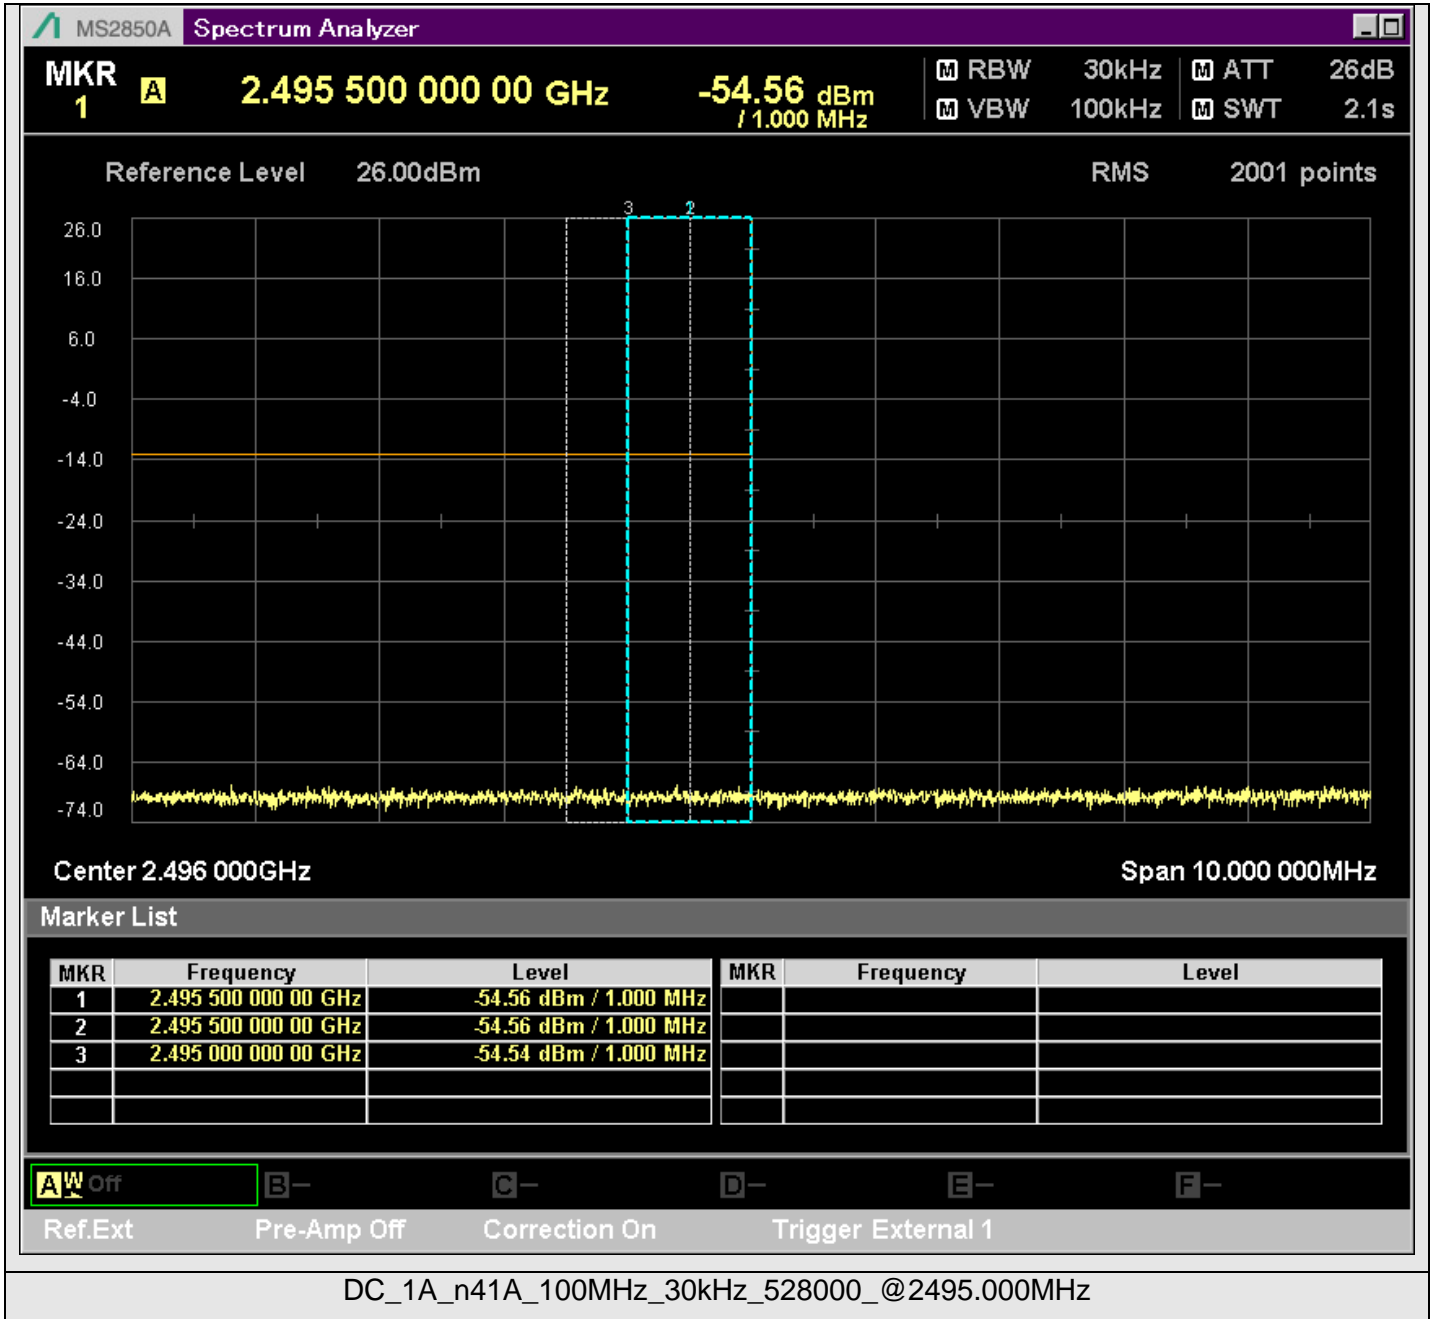 MS2850A Spectrum Analyzer
MKR 1 A 2.495 500 000 00 GHz -54.56 dBm / 1.000 MHz
M RBW 30kHz M ATT 26dB
M VBW 100kHz M SWT 2.1s
Reference Level 26.00dBm RMS 2001 points
3 2
26.0
16.0
6.0
-4.0
-14.0
-24.0
-34.0
-44.0
-54.0
-64.0
-74.0
Center 2.496 000GHz Span 10.000 000MHz
Marker List
MKR Frequency Level MKR Frequency Level
1 2.495 500 000 00 GHz -54.56 dBm / 1.000 MHz
2 2.495 500 000 00 GHz -54.56 dBm / 1.000 MHz
3 2.495 000 000 00 GHz -54.54 dBm / 1.000 MHz
A W Off B – C – D – E – F –
Ref.Ext Pre-Amp Off Correction On Trigger External 1
DC_1A_n41A_100MHz_30kHz_528000_@2495.000MHz